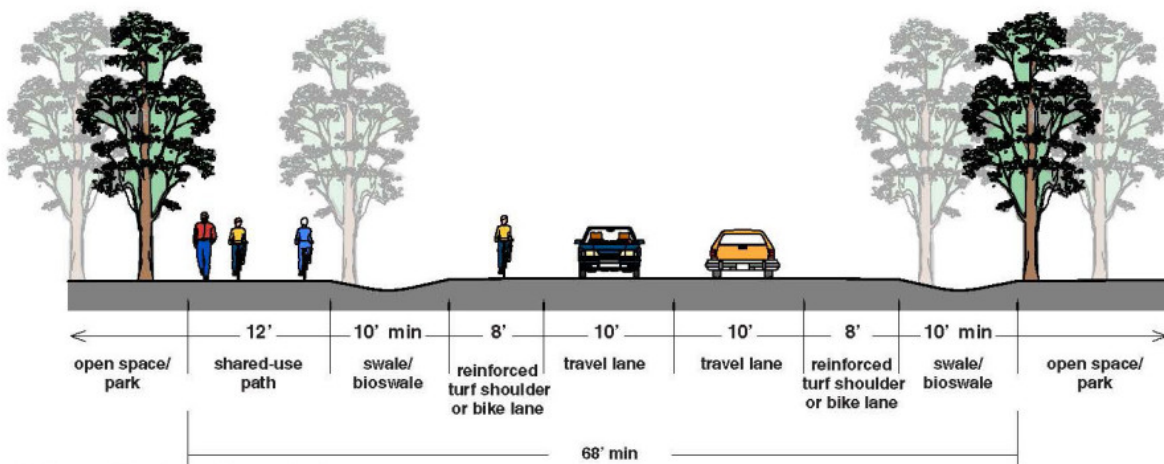 12’ 10’ min 8’ 10’ 10’ 8’ 10’ min
open space/
park
shared-use
path
swale/
bioswale
reinforced
turf shoulder
or bike lane
travel lane
travel lane
reinforced
turf shoulder
or bike lane
swale/
bioswale
open space/
park
68’ min